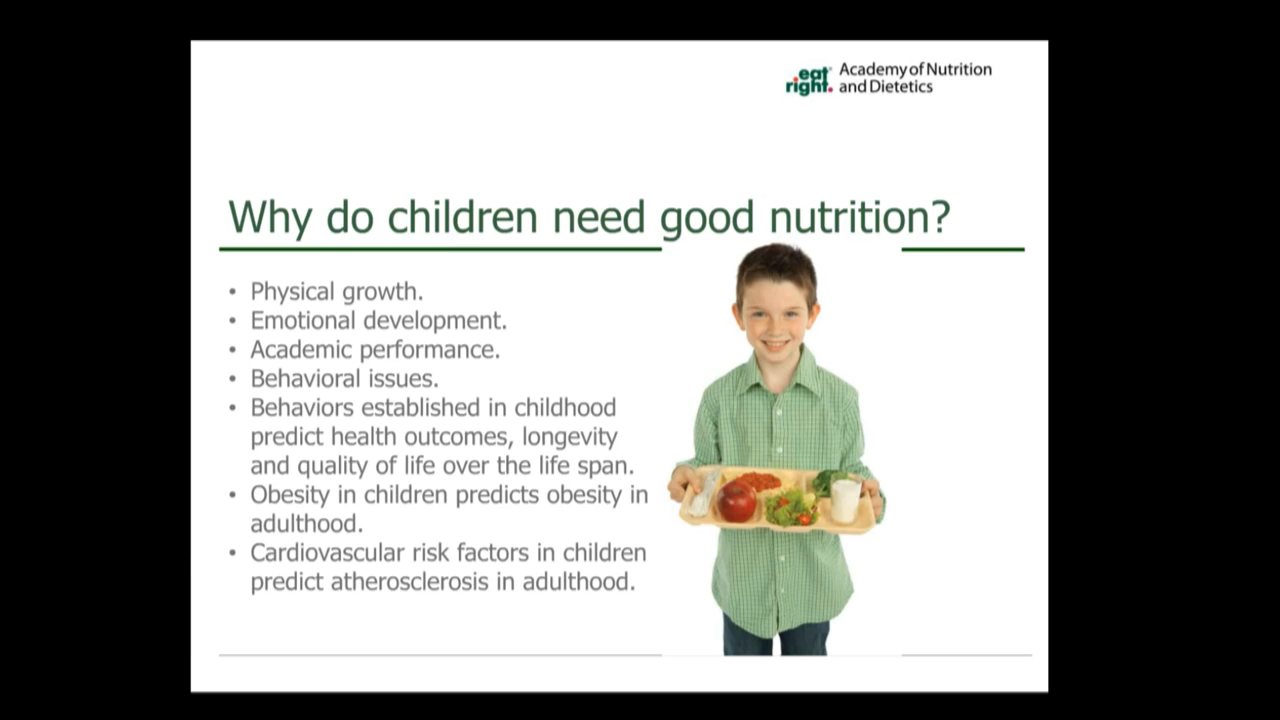 eat right. Academy of Nutrition and Dietetics
Why do children need good nutrition?
• Physical growth.
• Emotional development.
• Academic performance.
• Behavioral issues.
• Behaviors established in childhood
predict health outcomes, longevity
and quality of life over the life span.
• Obesity in children predicts obesity in
adulthood.
• Cardiovascular risk factors in children
predict atherosclerosis in adulthood.